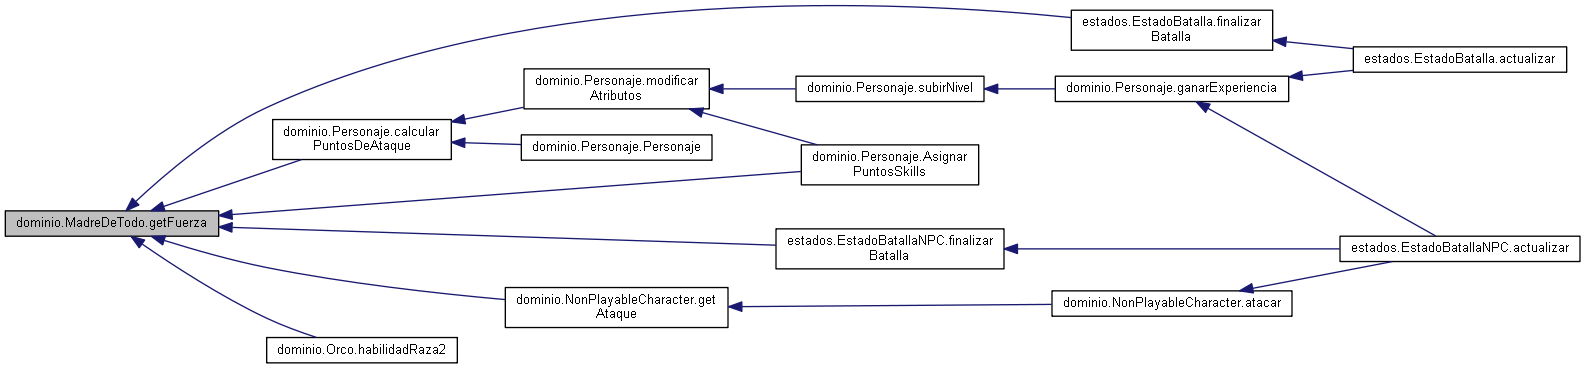 estados.EstadoBatalla.finalizar
Batalla
estados.EstadoBatalla.actualizar
dominio.Personaje.modificar
Atributos
dominio.Personaje.subirNivel
dominio.Personaje.ganarExperiencia
dominio.Personaje.calcular
PuntosDeAtaque
dominio.Personaje.Personaje
dominio.Personaje.Asignar
PuntosSkills
dominio.MadreDeTodo.getFuerza
estados.EstadoBatallaNPC.finalizar
Batalla
estados.EstadoBatallaNPC.actualizar
dominio.NonPlayableCharacter.get
Ataque
dominio.NonPlayableCharacter.atacar
dominio.Orco.habilidadRaza2